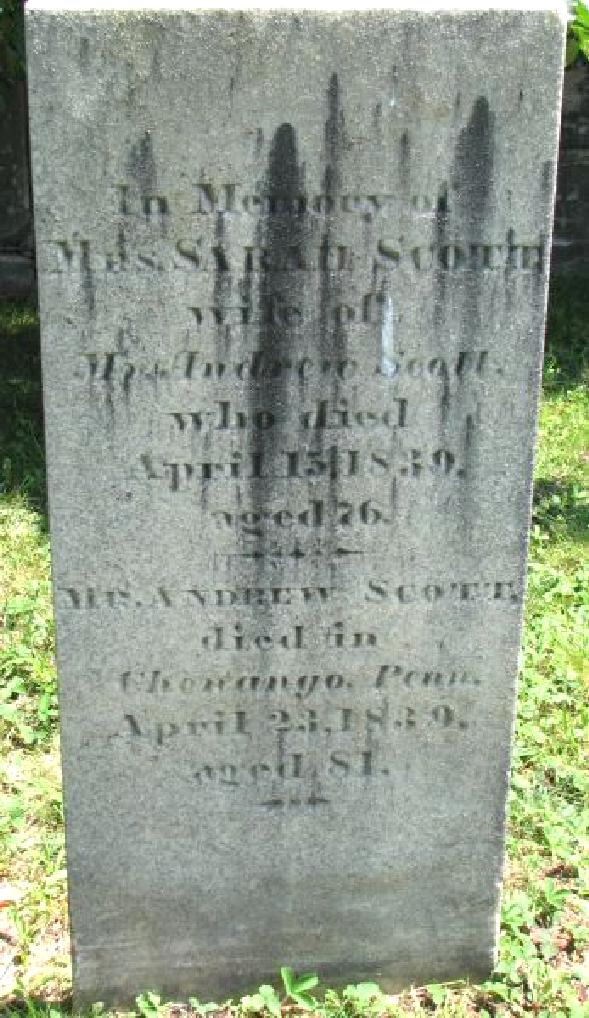 In Memory of
MRS. SARAH SCOTT
wife of
Mr. Andrew Scott,
who died
April 15, 1839,
aged 76.
MR. ANDREW SCOTT,
died in
Chenango, Penn.
April 23, 1839,
aged 81.